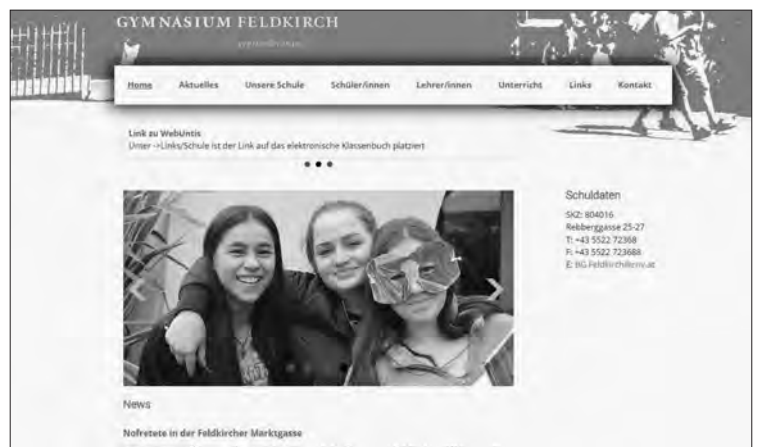 GYMNASIUM FELDKIRCH
Home Aktuelles Unsere Schule Schüler/innen Lehrer/innen Unterricht Links Kontakt
Link zu WebUntis
Unser ->Links/Schule ist der Link auf das elektronische Klassenbuch platziert
Schuldaten
SKZ: 804016
Rebberggasse 25-27
T: +43 5522 72368
F: +43 5522 723688
E:
News
Nofretete in der Feldkircher Marktgasse